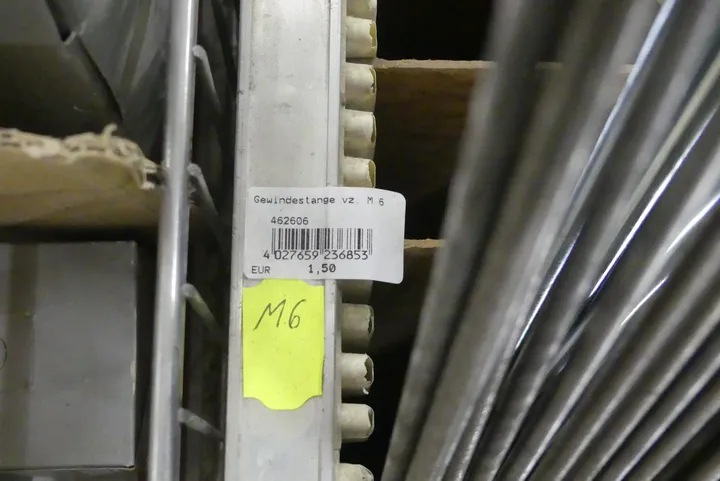 Gewindestange vz. M 6
462606
4 027659 236853
EUR 1,50
M6